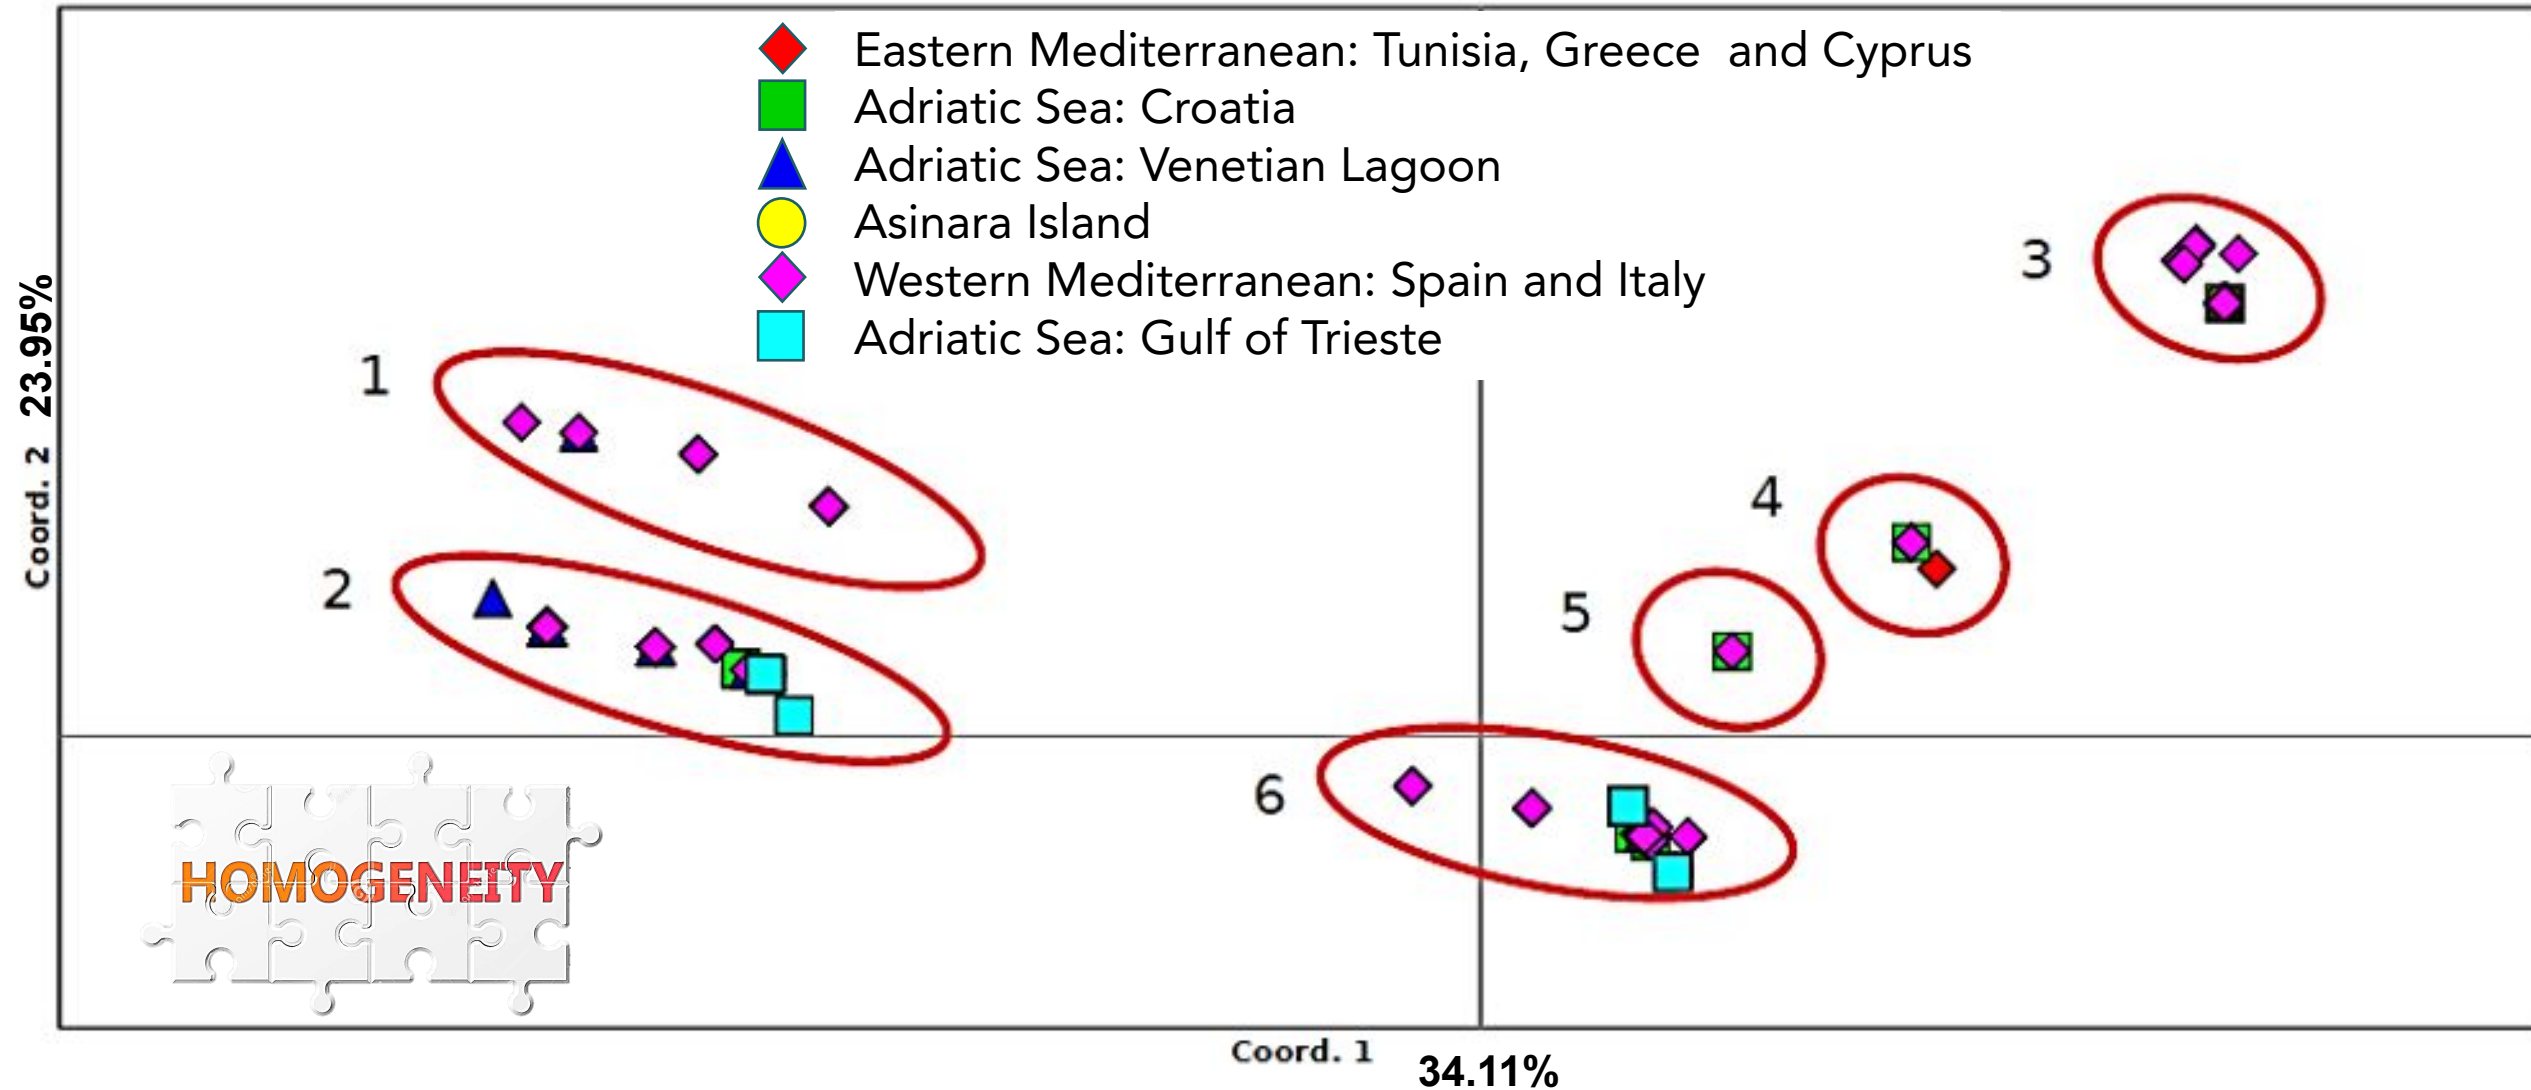 Eastern Mediterranean: Tunisia, Greece and Cyprus
Adriatic Sea: Croatia
Adriatic Sea: Venetian Lagoon
Asinara Island
Western Mediterranean: Spain and Italy
Adriatic Sea: Gulf of Trieste
Coord. 2 23.95%
1
2
3
4
5
6
HOMOGENEITY
Coord. 1
34.11%